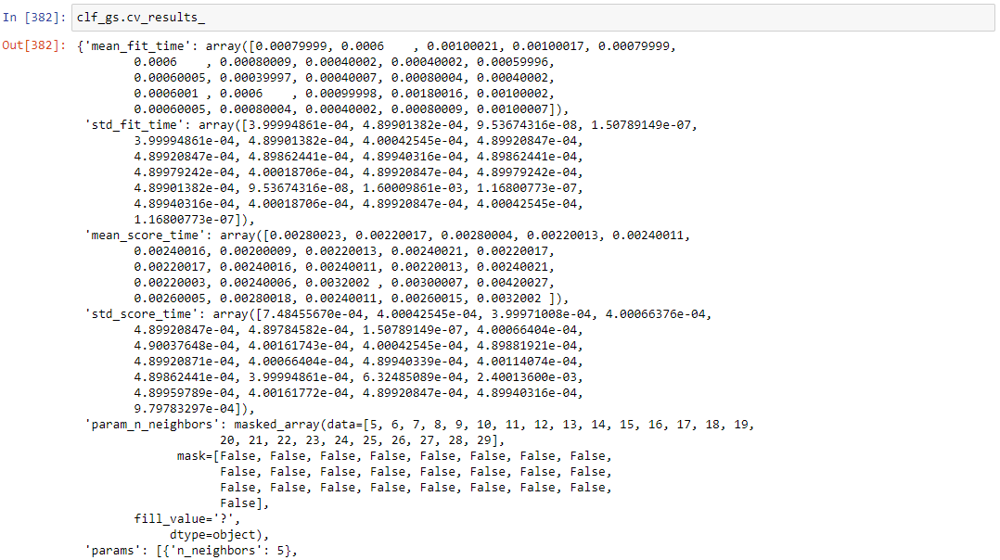 In [382]: clf_gs.cv_results_
Out[382]: {'mean_fit_time': array([0.00079999, 0.0006    , 0.00100021, 0.00100017, 0.00079999,
        0.0006    , 0.00080009, 0.00040002, 0.00040002, 0.00059996,
        0.00060005, 0.00039997, 0.00040007, 0.00080004, 0.00040002,
        0.0006001 , 0.0006    , 0.00099998, 0.00180016, 0.00100002,
        0.00060005, 0.00080004, 0.00040002, 0.00080009, 0.00100007]),
 'std_fit_time': array([3.99994861e-04, 4.89901382e-04, 9.53674316e-08, 1.50789149e-07,
        3.99994861e-04, 4.89901382e-04, 4.00042545e-04, 4.89920847e-04,
        4.89920847e-04, 4.89862441e-04, 4.89940316e-04, 4.89862441e-04,
        4.89979242e-04, 4.00018706e-04, 4.89920847e-04, 4.89979242e-04,
        4.89901382e-04, 9.53674316e-08, 1.60009861e-03, 1.16800773e-07,
        4.89940316e-04, 4.00018706e-04, 4.89920847e-04, 4.00042545e-04,
        1.16800773e-07]),
 'mean_score_time': array([0.00280023, 0.00220017, 0.00280004, 0.00220013, 0.00240011,
        0.00240016, 0.00200009, 0.00220013, 0.00240021, 0.00220017,
        0.00220017, 0.00240016, 0.00240011, 0.00220013, 0.00240021,
        0.00220003, 0.00240006, 0.0032002 , 0.00300007, 0.00420027,
        0.00260005, 0.00280018, 0.00240011, 0.00260015, 0.0032002 ]),
 'std_score_time': array([7.48455670e-04, 4.00042545e-04, 3.99971008e-04, 4.00066376e-04,
        4.89920847e-04, 4.89784582e-04, 1.50789149e-07, 4.00066404e-04,
        4.90037648e-04, 4.00161743e-04, 4.00042545e-04, 4.89881921e-04,
        4.89920871e-04, 4.00066404e-04, 4.89940339e-04, 4.00114074e-04,
        4.89862441e-04, 3.99994861e-04, 6.32485089e-04, 2.40013600e-03,
        4.89959789e-04, 4.00161772e-04, 4.89920847e-04, 4.89940316e-04,
        9.79783297e-04]),
 'param_n_neighbors': masked_array(data=[5, 6, 7, 8, 9, 10, 11, 12, 13, 14, 15, 16, 17, 18, 19,
                    20, 21, 22, 23, 24, 25, 26, 27, 28, 29],
              mask=[False, False, False, False, False, False, False, False,
                    False, False, False, False, False, False, False, False,
                    False, False, False, False, False, False, False, False,
                    False],
        fill_value='?',
             dtype=object),
 'params': [{'n_neighbors': 5},